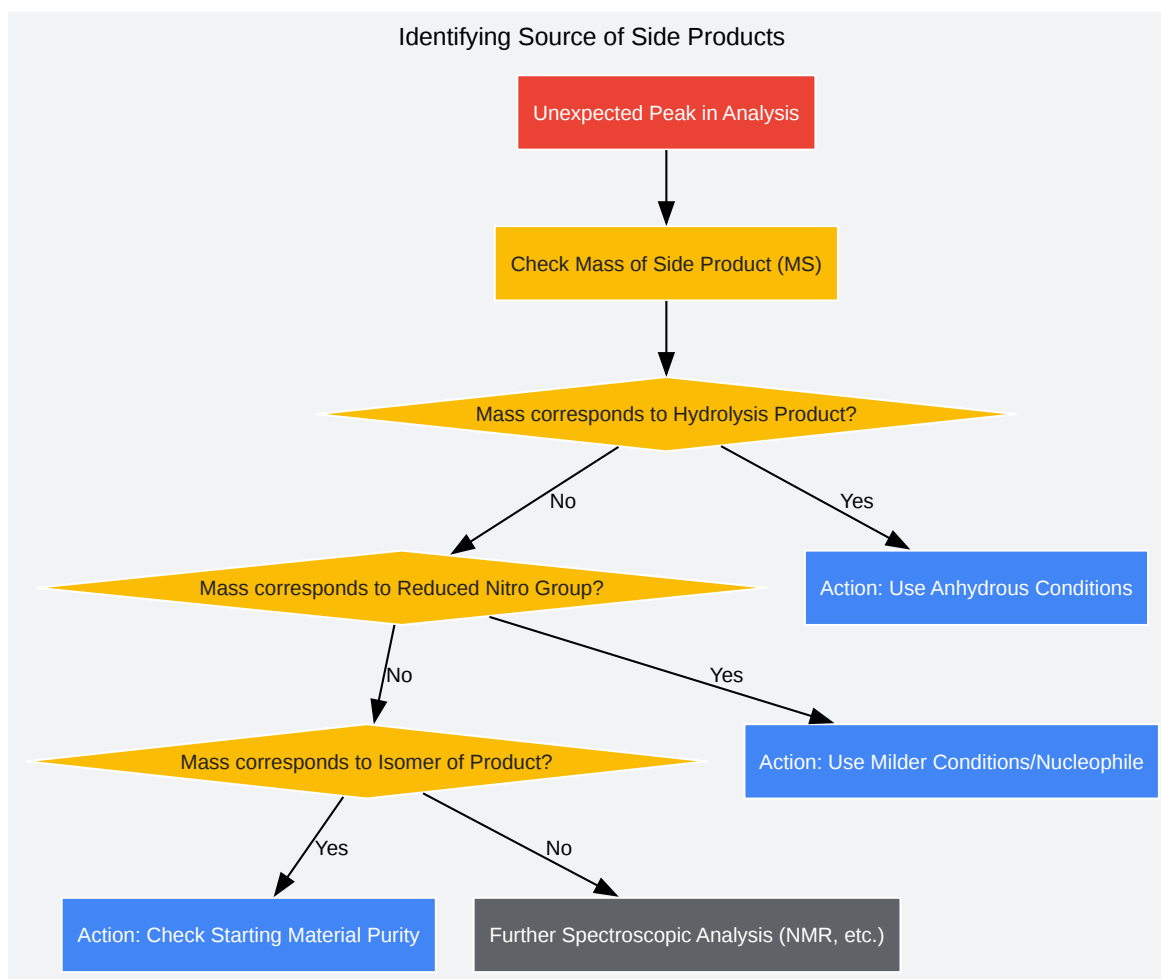 Identifying Source of Side Products
Unexpected Peak in Analysis
Check Mass of Side Product (MS)
Mass corresponds to Hydrolysis Product?
No
Yes
Mass corresponds to Reduced Nitro Group?
Action: Use Anhydrous Conditions
No
Yes
Mass corresponds to Isomer of Product?
Action: Use Milder Conditions/Nucleophile
Yes
No
Action: Check Starting Material Purity
Further Spectroscopic Analysis (NMR, etc.)